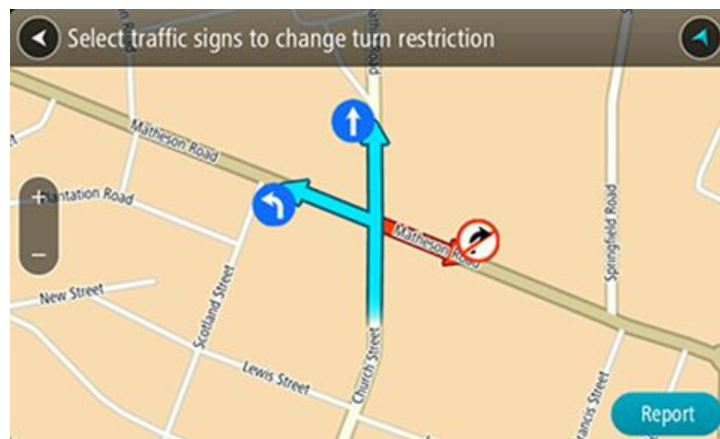 Select traffic signs to change turn restriction
Matheson Road
Plantation Road
+
−
New Street
Scotland Street
Lewis Street
Church Street
Matheson Road
Springfield Road
Report